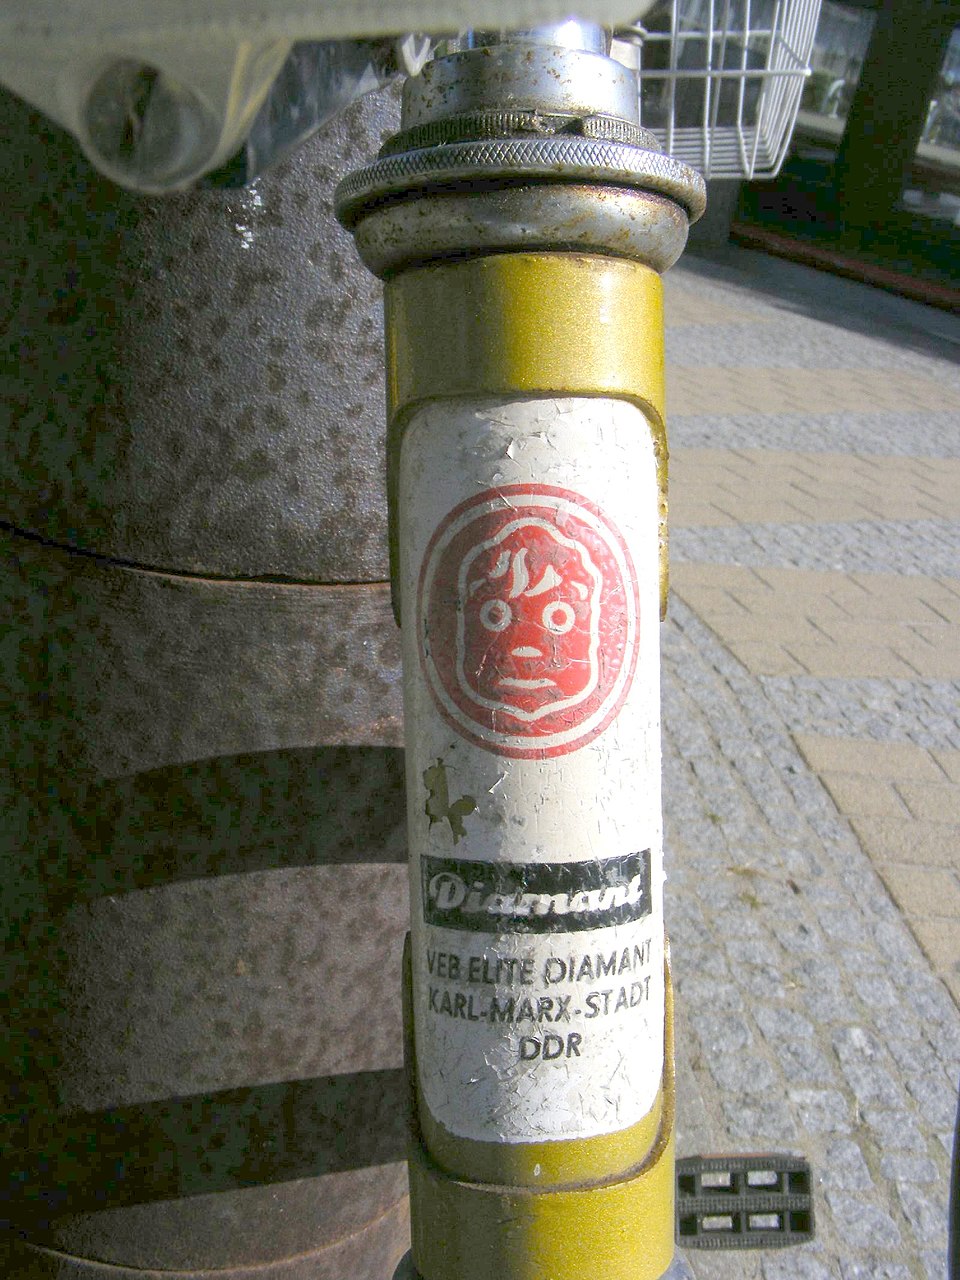 Diamant
VEB ELITE DIAMANT
KARL-MARX-STADT
DDR